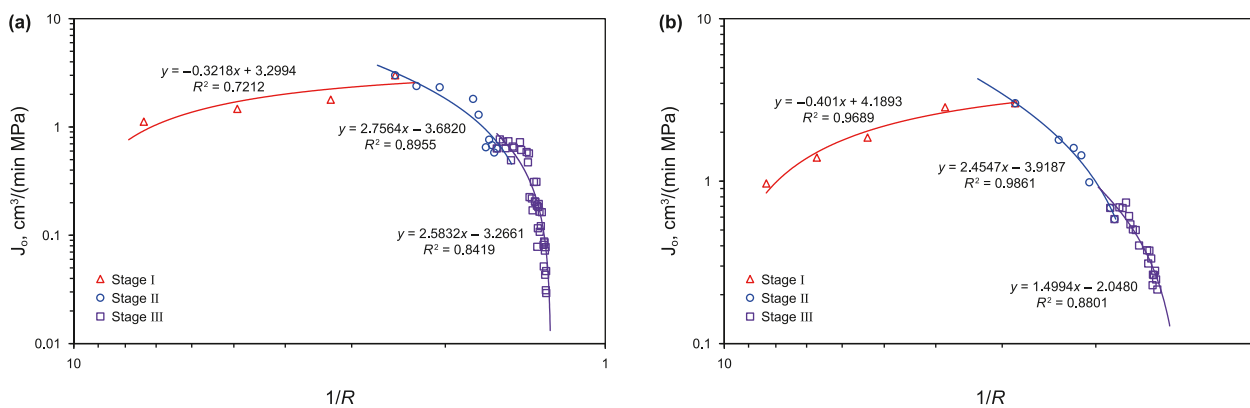 (a)
10
1
0.1
0.01
J₀, cm³/(min MPa)
y = −0.3218x + 3.2994
R² = 0.7212
y = 2.7564x − 3.6820
R² = 0.8955
y = 2.5832x − 3.2661
R² = 0.8419
Stage I
Stage II
Stage III
10
1
1/R
(b)
10
1
0.1
J₀, cm³/(min MPa)
y = −0.401x + 4.1893
R² = 0.9689
y = 2.4547x − 3.9187
R² = 0.9861
y = 1.4994x − 2.0480
R² = 0.8801
Stage I
Stage II
Stage III
10
1/R